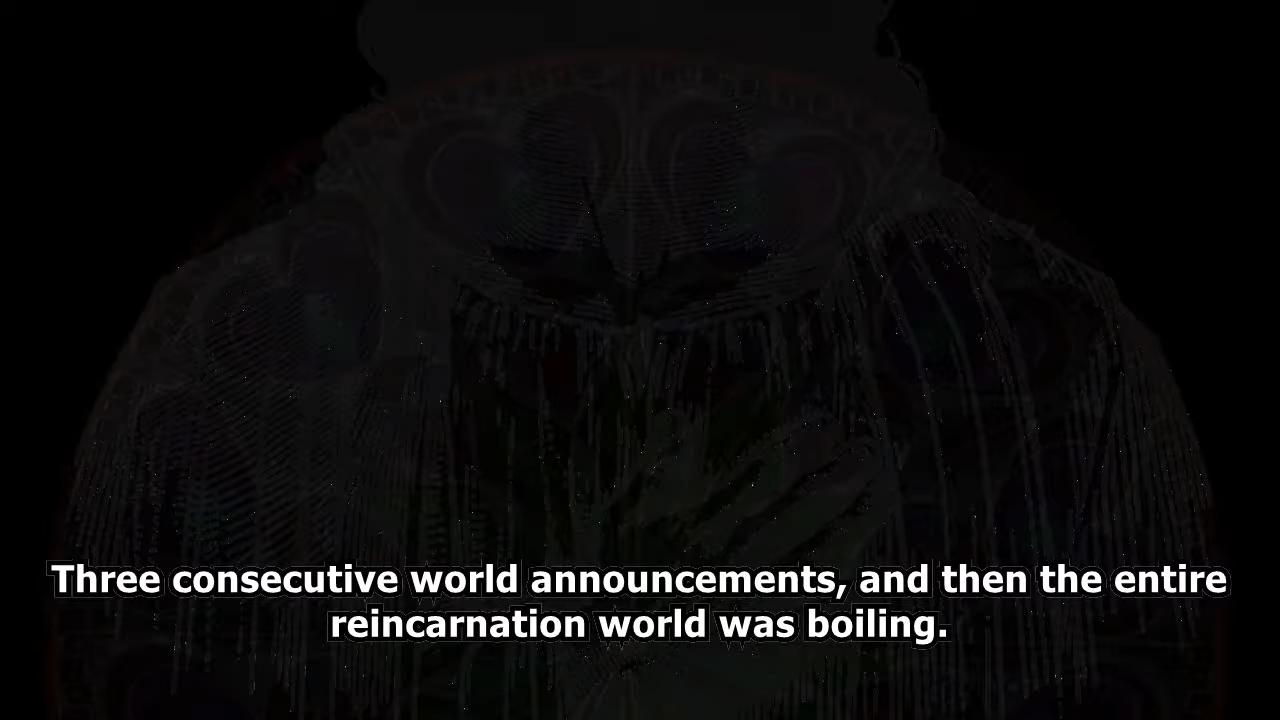 Three consecutive world announcements, and then the entire
reincarnation world was boiling.